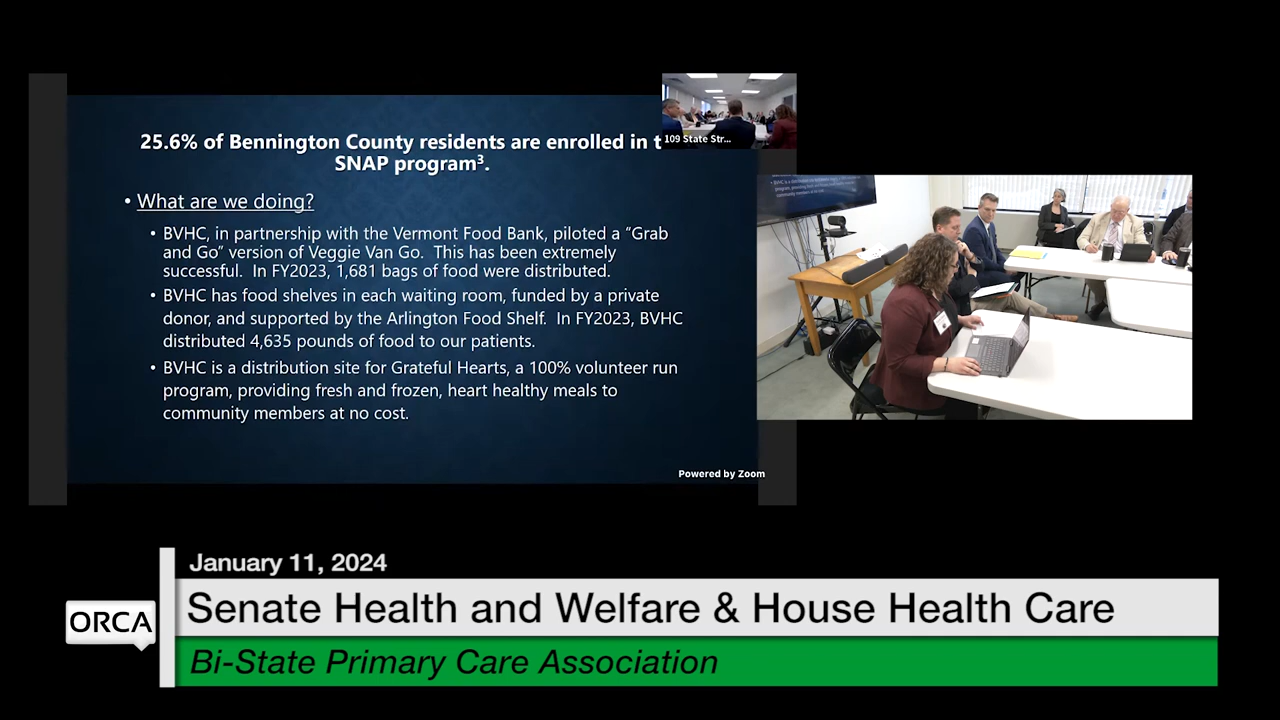 25.6% of Bennington County residents are enrolled in t
SNAP program³.
• What are we doing?
• BVHC, in partnership with the Vermont Food Bank, piloted a “Grab
and Go” version of Veggie Van Go. This has been extremely
successful. In FY2023, 1,681 bags of food were distributed.
• BVHC has food shelves in each waiting room, funded by a private
donor, and supported by the Arlington Food Shelf. In FY2023, BVHC
distributed 4,635 pounds of food to our patients.
• BVHC is a distribution site for Grateful Hearts, a 100% volunteer run
program, providing fresh and frozen, heart healthy meals to
community members at no cost.
109 State Str...
Powered by Zoom
January 11, 2024
ORCA
Senate Health and Welfare & House Health Care
Bi-State Primary Care Association